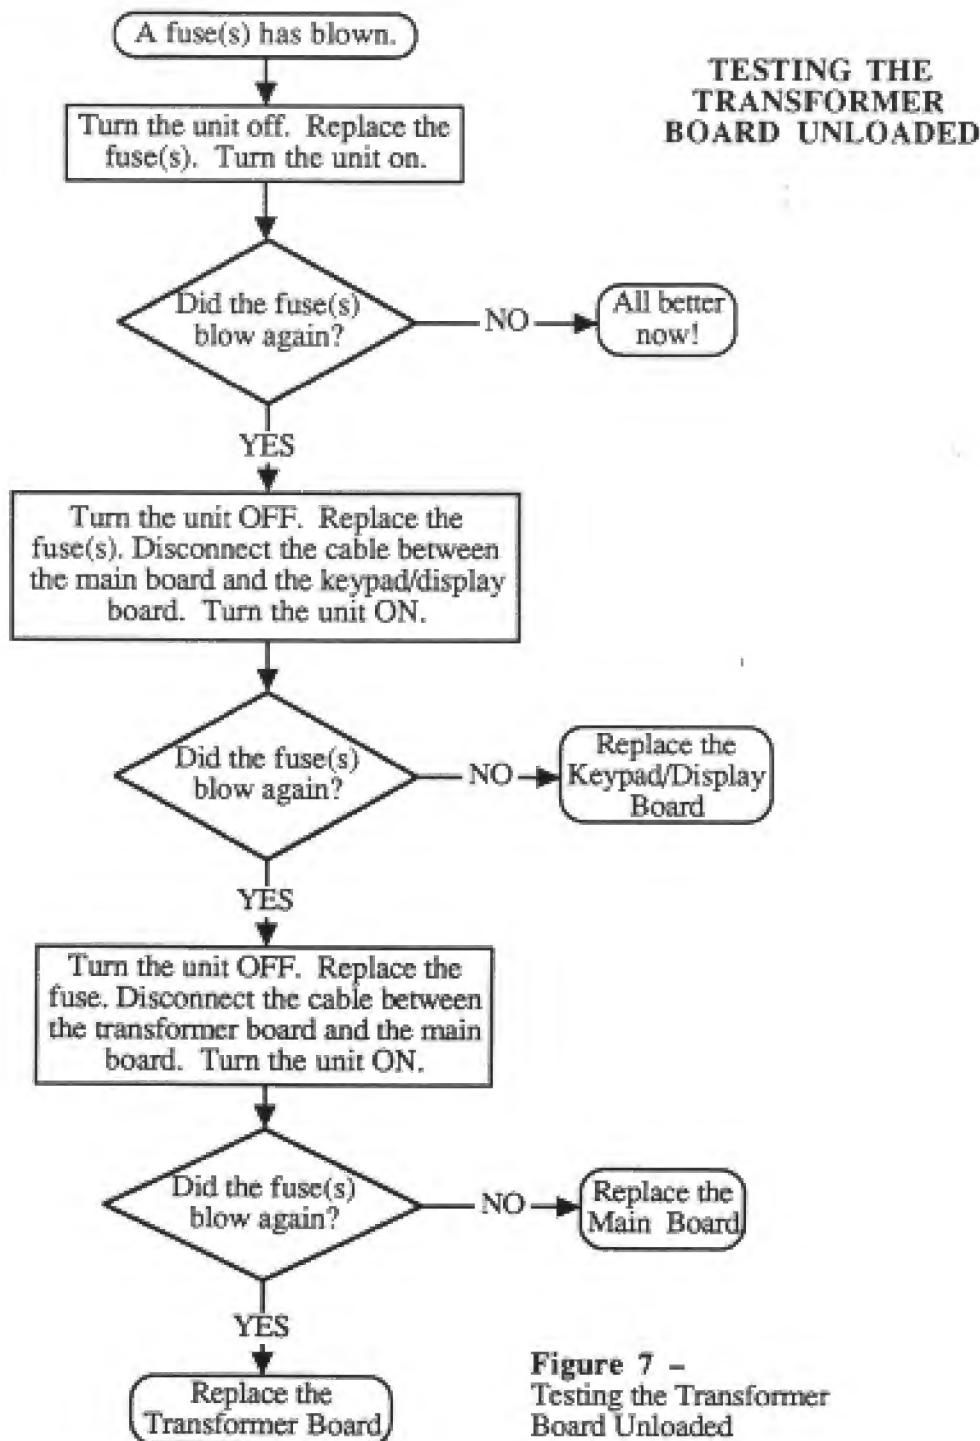 A fuse(s) has blown.
TESTING THE
TRANSFORMER
BOARD UNLOADED
Turn the unit off. Replace the
fuse(s). Turn the unit on.
Did the fuse(s)
blow again?
NO
All better
now!
YES
Turn the unit OFF. Replace the
fuse(s). Disconnect the cable between
the main board and the keypad/display
board. Turn the unit ON.
Did the fuse(s)
blow again?
NO
Replace the
Keypad/Display
Board
YES
Turn the unit OFF. Replace the
fuse. Disconnect the cable between
the transformer board and the main
board. Turn the unit ON.
Did the fuse(s)
blow again?
NO
Replace the
Main Board
YES
Replace the
Transformer Board
Figure 7 –
Testing the Transformer
Board Unloaded